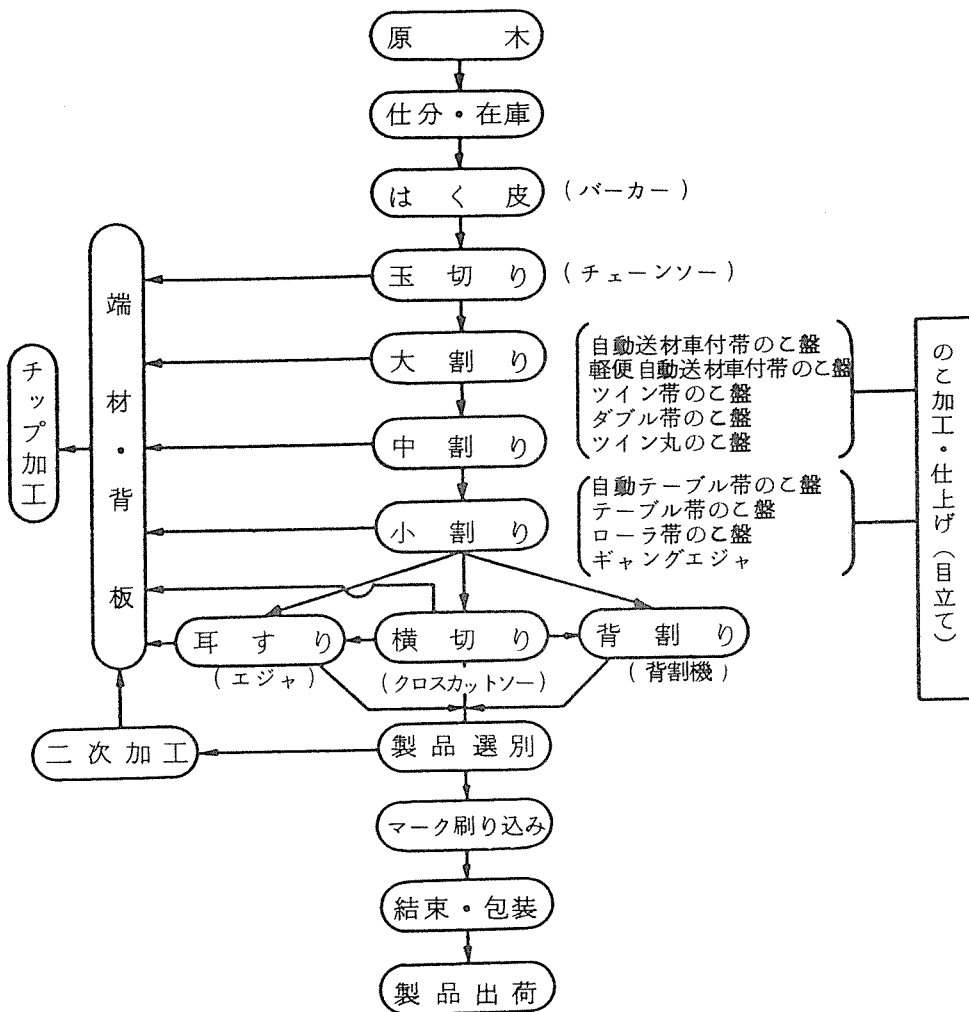 原木
仕分・在庫
はく皮
(バーカー)
玉切り
(チェーンソー)
大割り
中割り
小割り
自動送材車付帯のこ盤
軽便自動送材車付帯のこ盤
ツイン帯のこ盤
ダブル帯のこ盤
ツイン丸のこ盤
自動テーブル帯のこ盤
テーブル帯のこ盤
ローラ帯のこ盤
ギャングエジャ
のこ加工・仕上げ(目立て)
端材・背板
チップ加工
耳すり
(エジャ)
横切り
(クロスカットソー)
背割り
(背割機)
製品選別
二次加工
マーク刷り込み
結束・包装
製品出荷